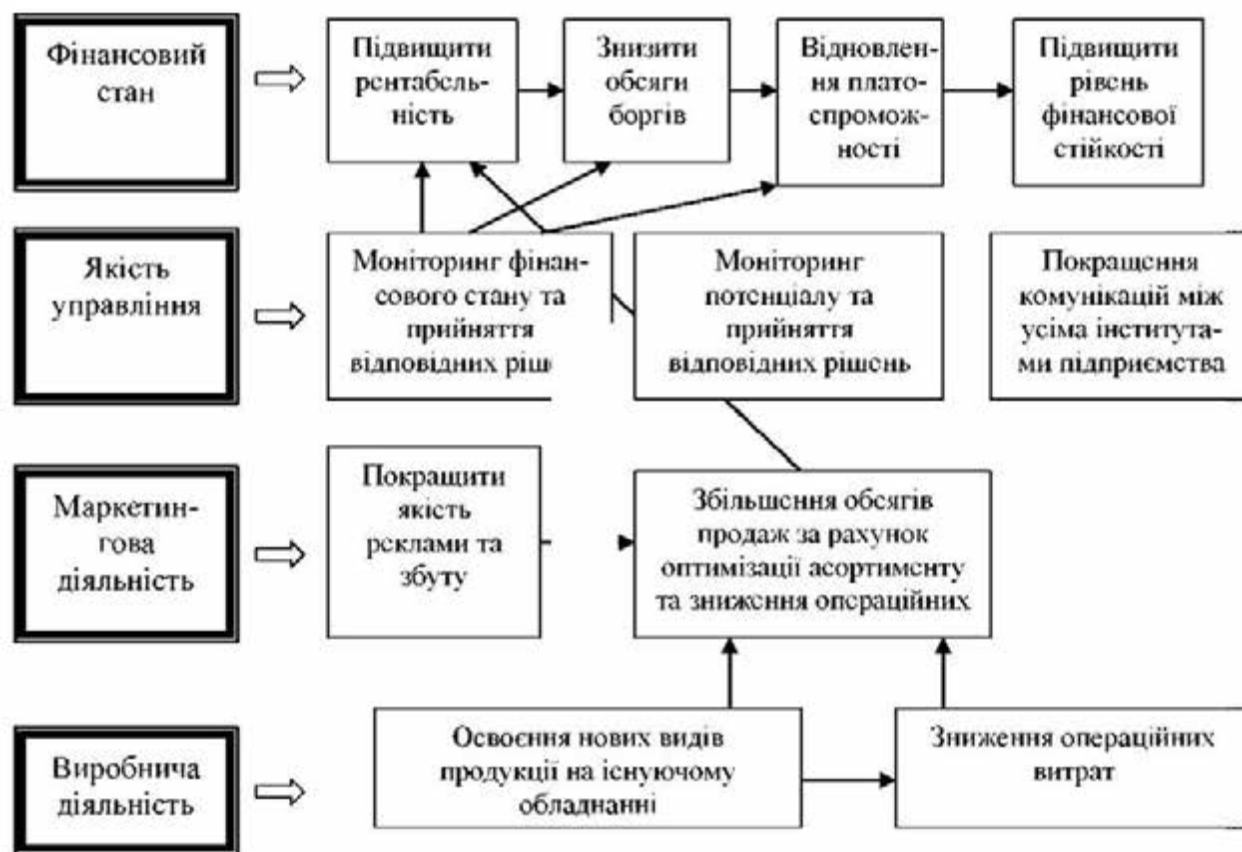 Фінансовий
стан
Підвищити
рентабель-
ність
Знизити
обсяги
боргів
Відновлен-
ня плато-
спромож-
ності
Підвищити
рівень
фінансової
стійкості
Якість
управління
Моніторинг фінан-
сового стану та
прийняття
відповідних ріш
Моніторинг
потенціалу та
прийняття
відповідних рішень
Покращення
комунікацій між
усіма інститута-
ми підприємства
Маркетин-
гова
діяльність
Покращити
якість
реклами та
збуту
Збільшення обсягів
продаж за рахунок
оптимізації асортименту
та зниження операційних
Виробнича
діяльність
Освоєння нових видів
продукції на існуючому
обладнанні
Зниження операційних
витрат